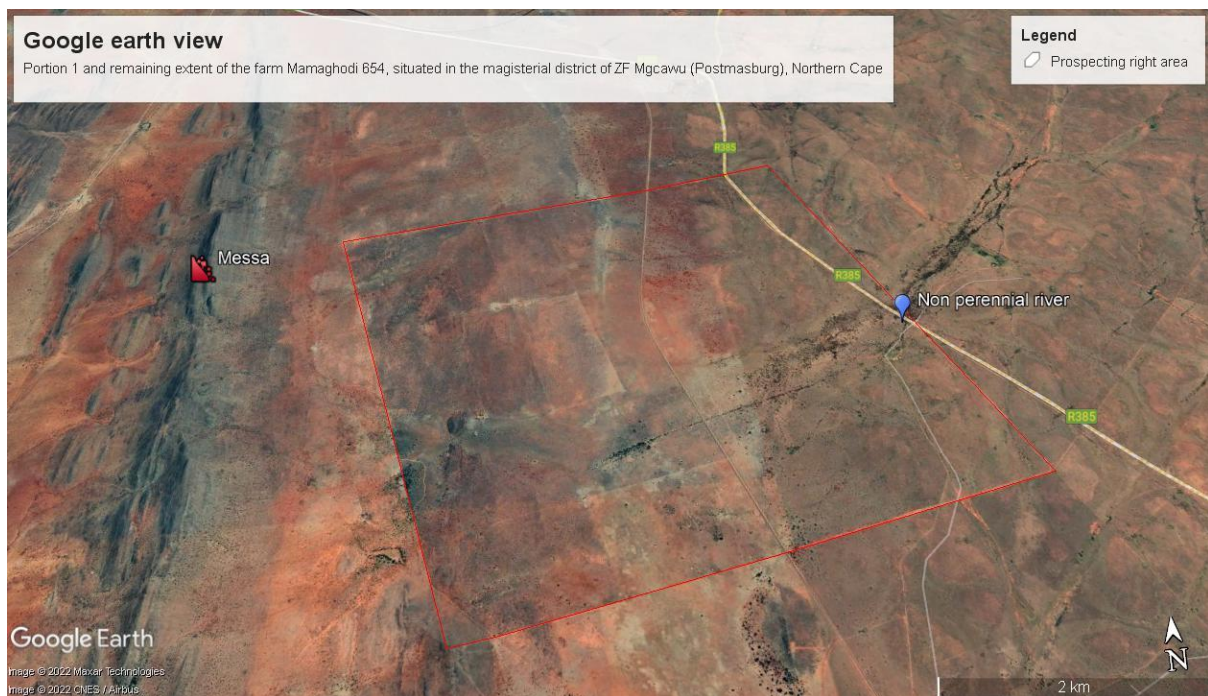 Google earth view
Portion 1 and remaining extent of the farm Mamaghodi 654, situated in the magisterial district of ZF Mgcawu (Postmasburg), Northern Cape
Legend
Prospecting right area
R385
Messa
R385
Non perennial river
R385
Google Earth
Image © 2022 Maxar Technologies
Image © 2022 CNES / Airbus
N
2 km